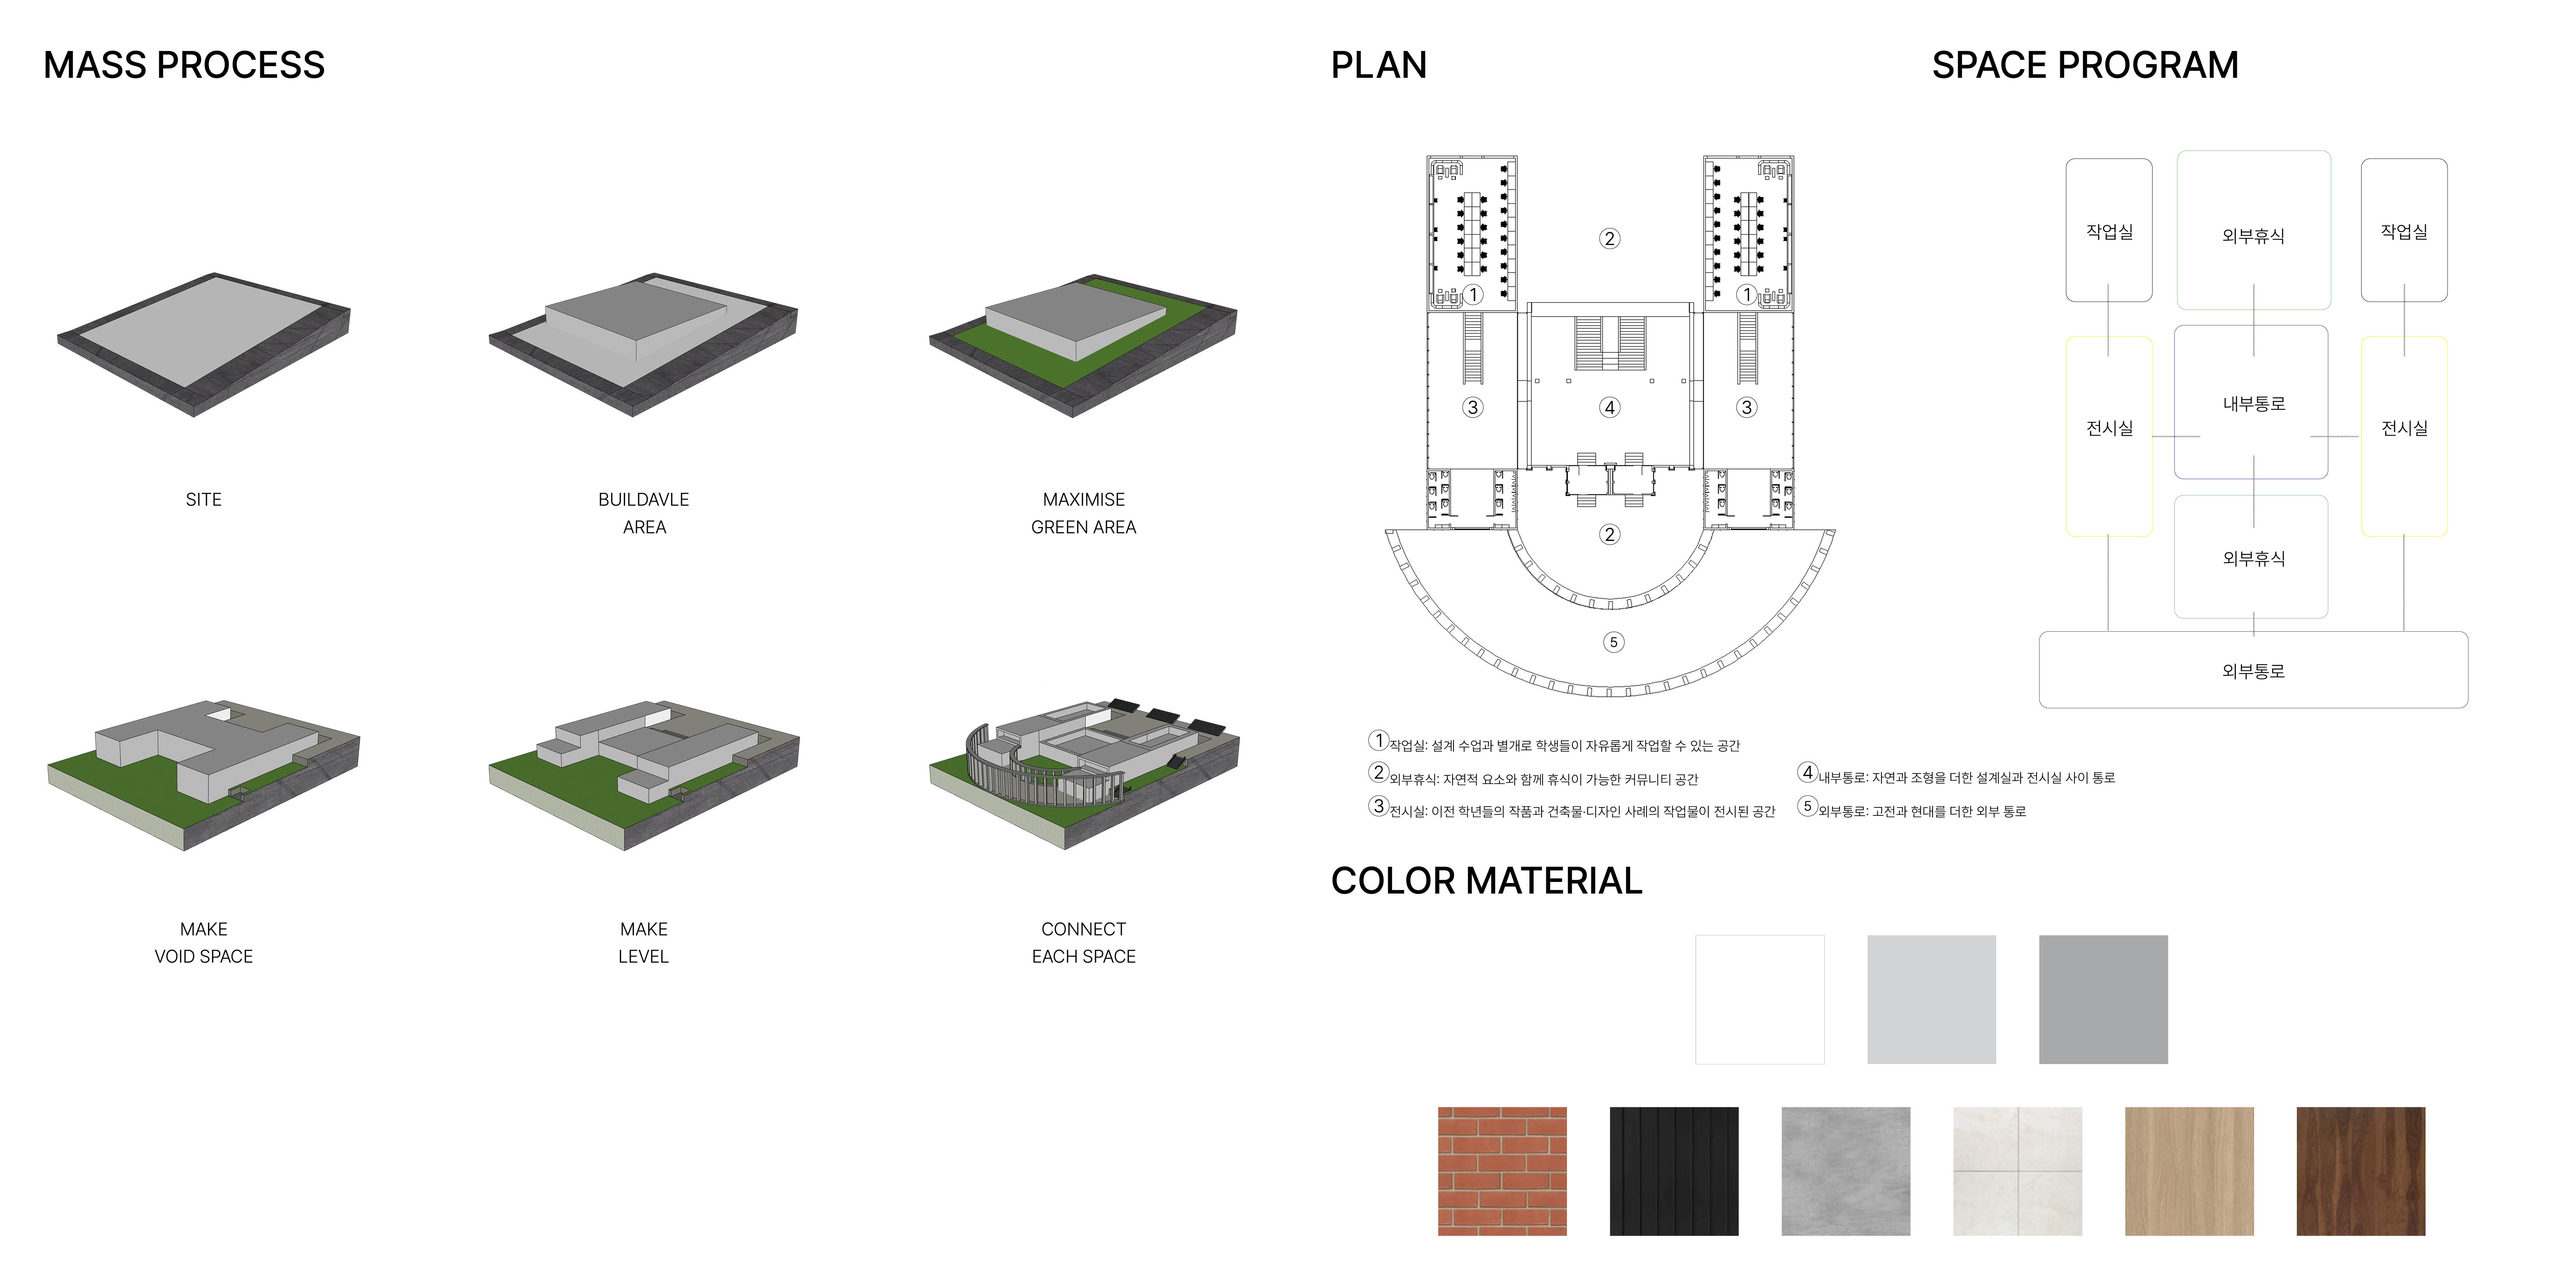 MASS PROCESS
SITE
BUILDAVLE
AREA
MAXIMISE
GREEN AREA
MAKE
VOID SPACE
MAKE
LEVEL
CONNECT
EACH SPACE
PLAN
2
1
1
3
4
3
2
5
①작업실: 설계 수업과 별개로 학생들이 자유롭게 작업할 수 있는 공간
②외부휴식: 자연적 요소와 함께 휴식이 가능한 커뮤니티 공간
③전시실: 이전 학년들의 작품과 건축물·디자인 사례의 작업물이 전시된 공간
④내부통로: 자연과 조형을 더한 설계실과 전시실 사이 통로
⑤외부통로: 고전과 현대를 더한 외부 통로
SPACE PROGRAM
작업실
외부휴식
작업실
전시실
내부통로
전시실
외부휴식
외부통로
COLOR MATERIAL